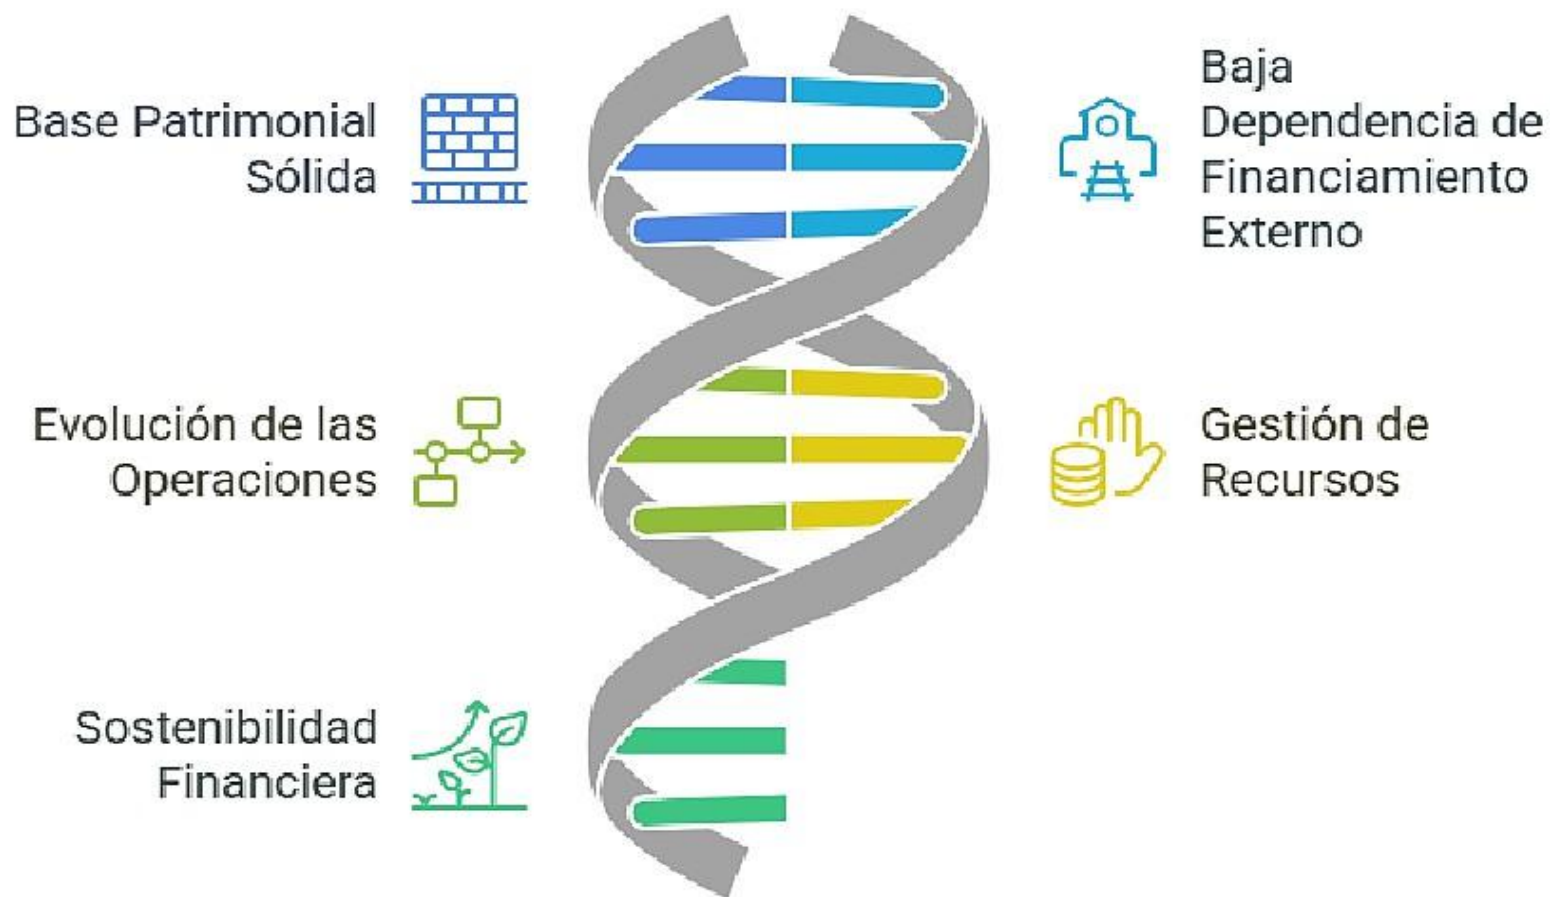 Base Patrimonial
Sólida
Baja
Dependencia de
Financiamiento
Externo
Evolución de las
Operaciones
Gestión de
Recursos
Sostenibilidad
Financiera